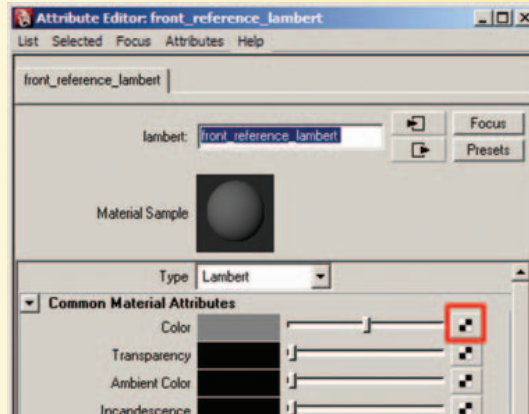 Attribute Editor: front_reference_lambert
List Selected Focus Attributes Help
front_reference_lambert
lambert: front_reference_lambert
Focus
Presets
Material Sample
Type Lambert
Common Material Attributes
Color
Transparency
Ambient Color
Incandescence